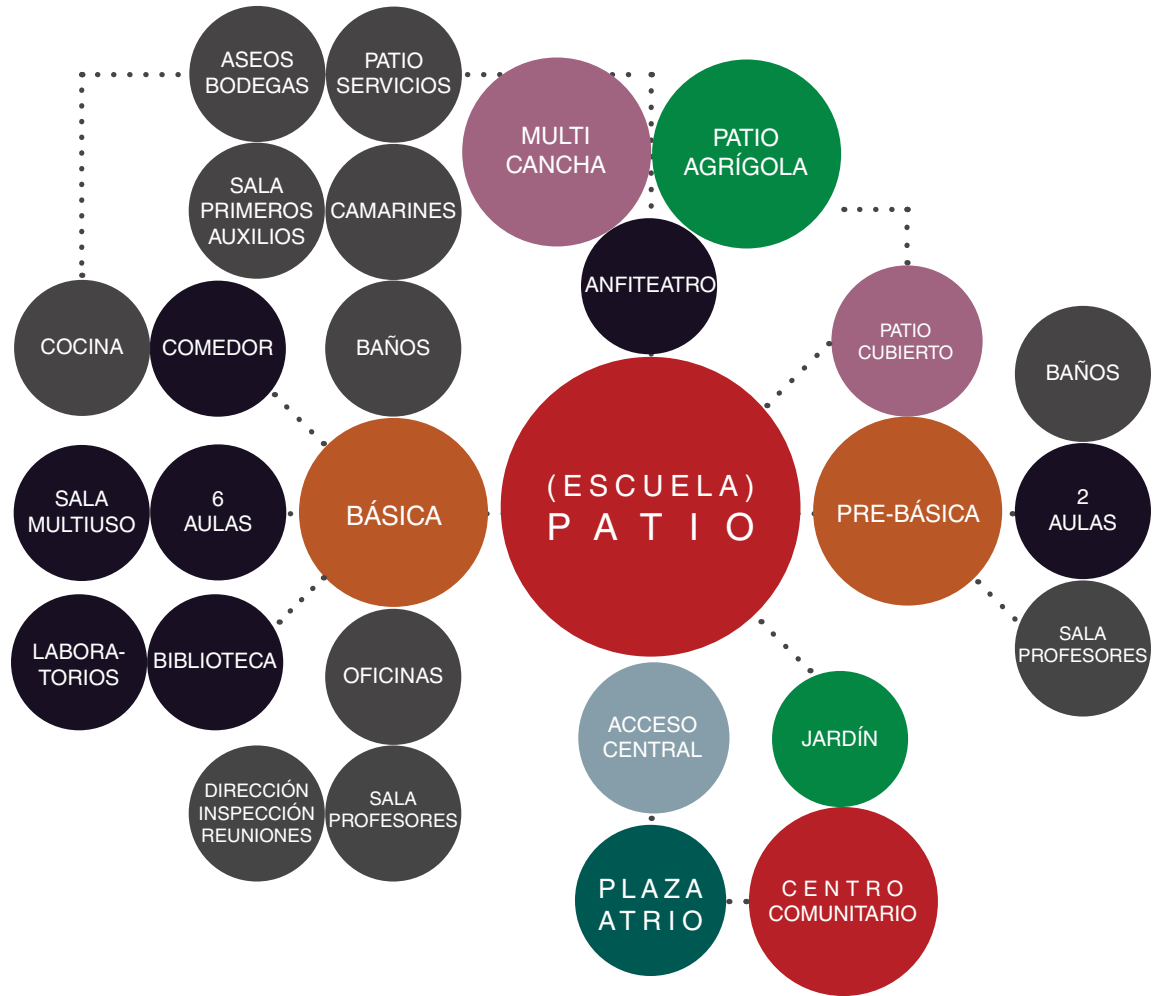 ASEOS
BODEGAS
PATIO
SERVICIOS
MULTI
CANCHA
PATIO
AGRÍGOLA
SALA
PRIMEROS
AUXILIOS
CAMARINES
ANFITEATRO
COCINA
COMEDOR
BAÑOS
PATIO
CUBIERTO
BAÑOS
SALA
MULTIUSO
6
AULAS
BÁSICA
(ESCUELA)
PATIO
PRE-BÁSICA
2
AULAS
LABORA-
TORIOS
BIBLIOTECA
OFICINAS
SALA
PROFESORES
ACCESO
CENTRAL
JARDÍN
DIRECCIÓN
INSPECCIÓN
REUNIONES
SALA
PROFESORES
PLAZA
ATRIO
CENTRO
COMUNITARIO